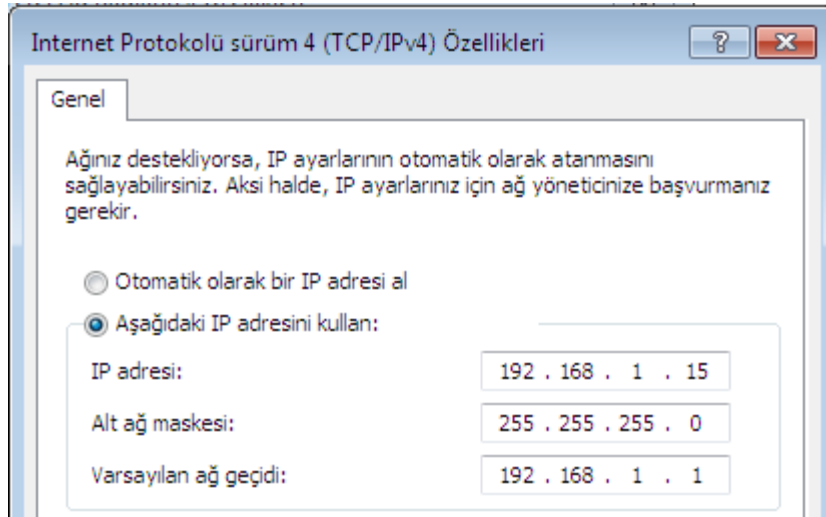 Internet Protokolü sürüm 4 (TCP/IPv4) Özellikleri
Genel
Ağınız destekliyorsa, IP ayarlarının otomatik olarak atanmasını
sağlayabilirsiniz. Aksi halde, IP ayarlarınız için ağ yöneticinize başvurmanız
gerekir.
Otomatik olarak bir IP adresi al
Aşağıdaki IP adresini kullan:
IP adresi: 192 . 168 . 1 . 15
Alt ağ maskesi: 255 . 255 . 255 . 0
Varsayılan ağ geçidi: 192 . 168 . 1 . 1